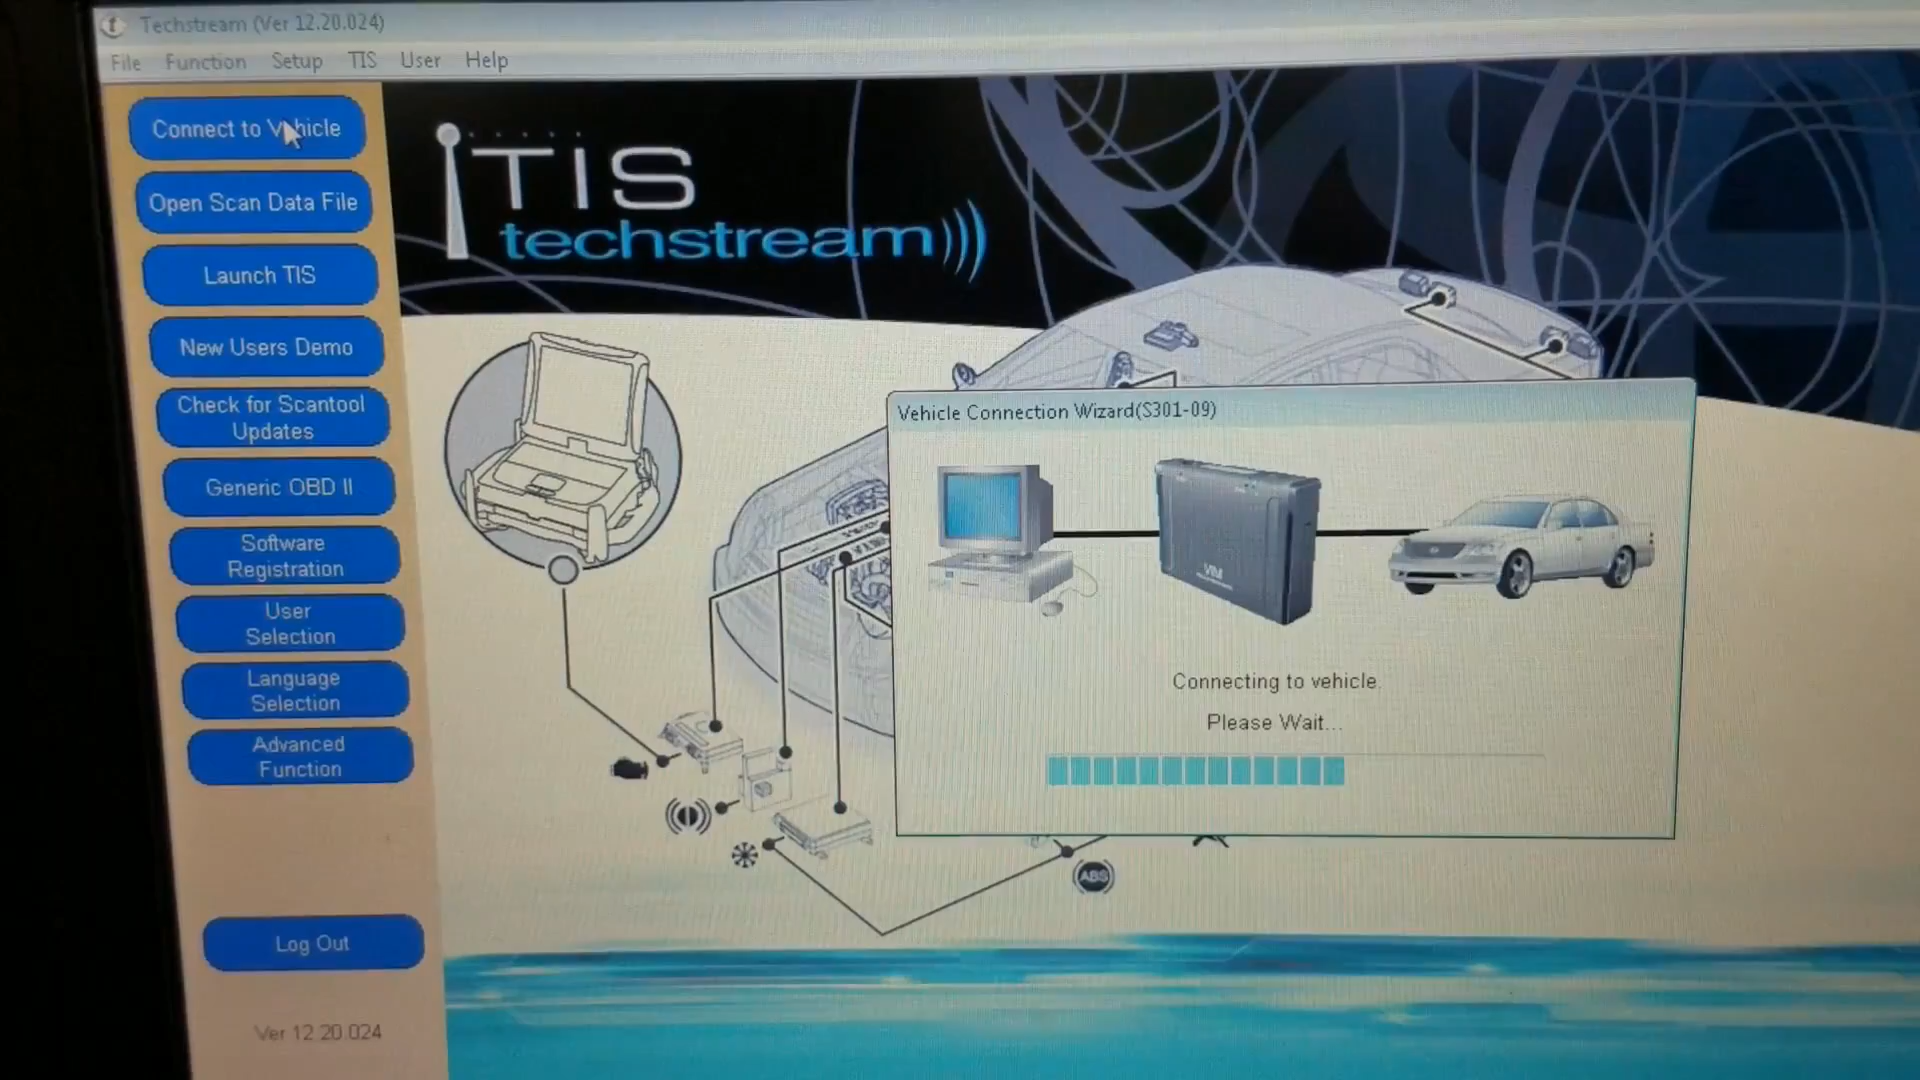 Techstream (Ver 12.20.024)
File Function Setup TIS User Help
Connect to Vehicle
Open Scan Data File
Launch TIS
New Users Demo
Check for Scantool
Updates
Generic OBD II
Software
Registration
User
Selection
Language
Selection
Advanced
Function
Log Out
Ver 12.20.024
TIS
techstream
Vehicle Connection Wizard(S301-09)
VIM
Connecting to vehicle.
Please Wait...
ABS